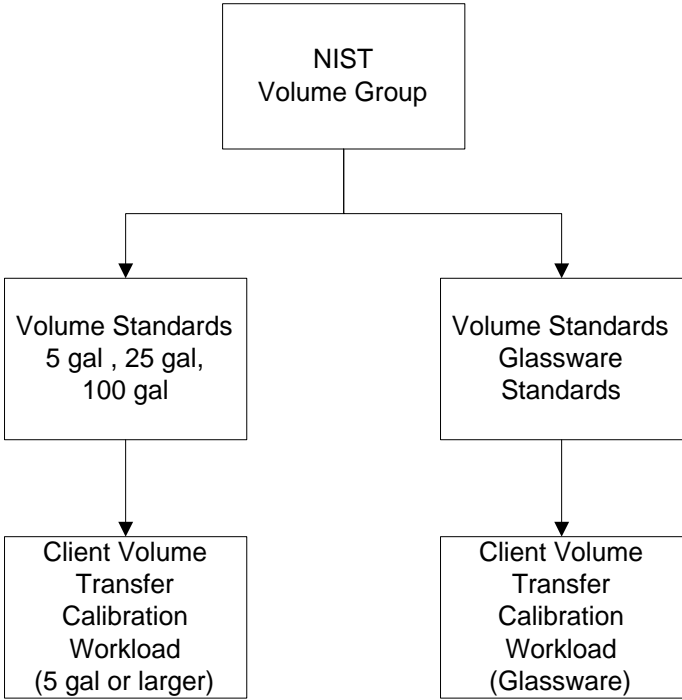 NIST
Volume Group
Volume Standards
5 gal , 25 gal,
100 gal
Volume Standards
Glassware
Standards
Client Volume
Transfer
Calibration
Workload
(5 gal or larger)
Client Volume
Transfer
Calibration
Workload
(Glassware)